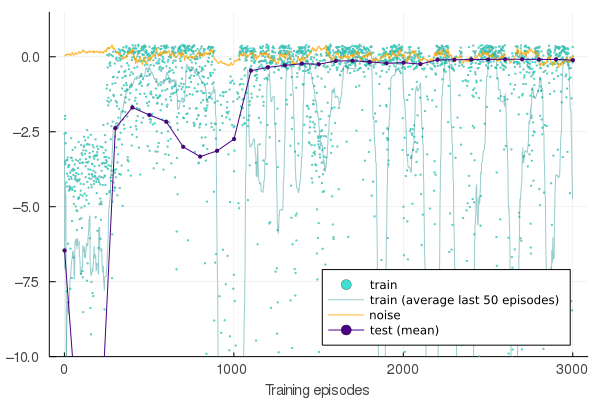 0.0
−2.5
−5.0
−7.5
−10.0
train
train (average last 50 episodes)
noise
test (mean)
0
1000
2000
3000
Training episodes